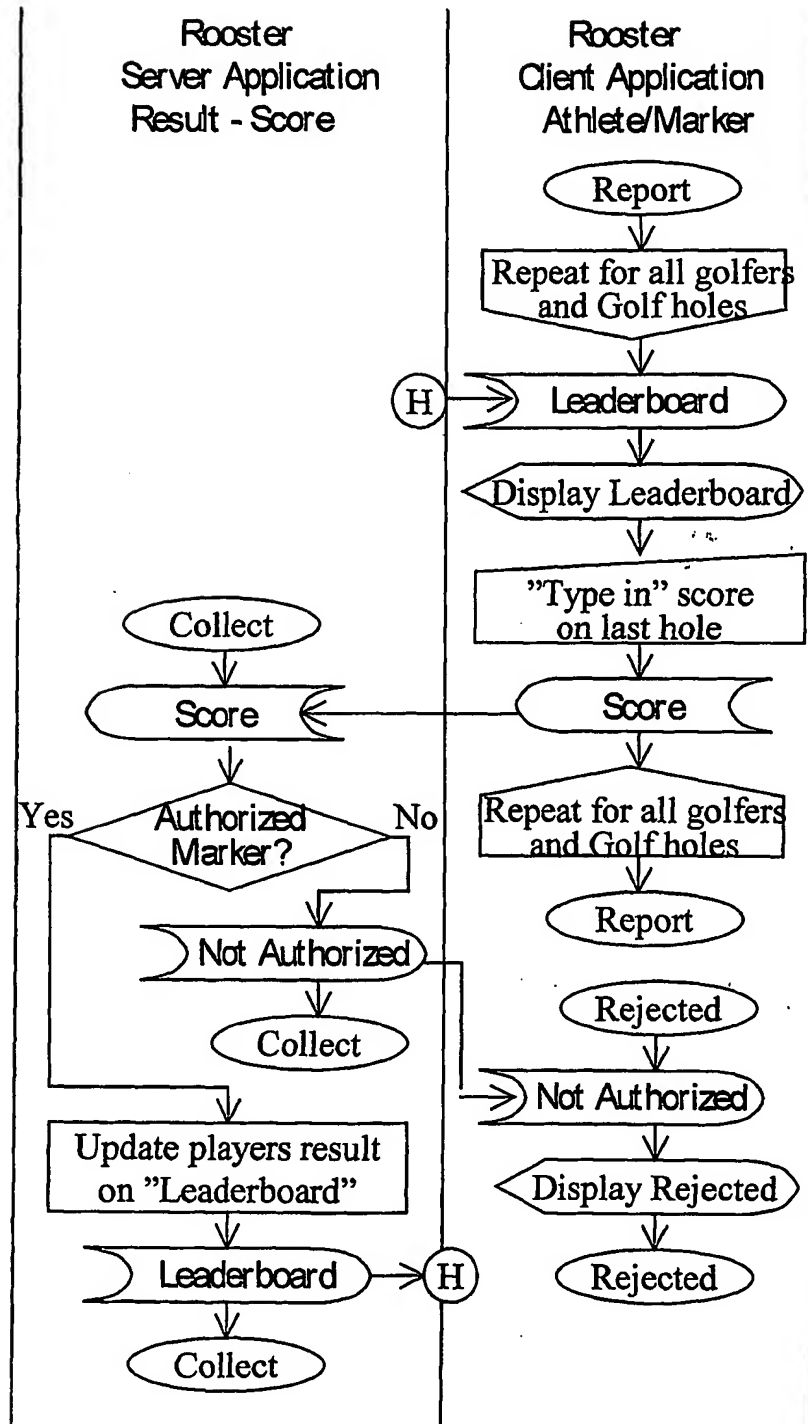 Rooster
Server Application
Result - Score
Rooster
Client Application
Athlete/Marker
Report
Repeat for all golfers
and Golf holes
H
Leaderboard
Display Leaderboard
"Type in" score
on last hole
Collect
Score
Score
Yes
Authorized
Marker?
No
Repeat for all golfers
and Golf holes
Report
Not Authorized
Collect
Rejected
Not Authorized
Update players result
on "Leaderboard"
Display Rejected
Leaderboard
H
Rejected
Collect